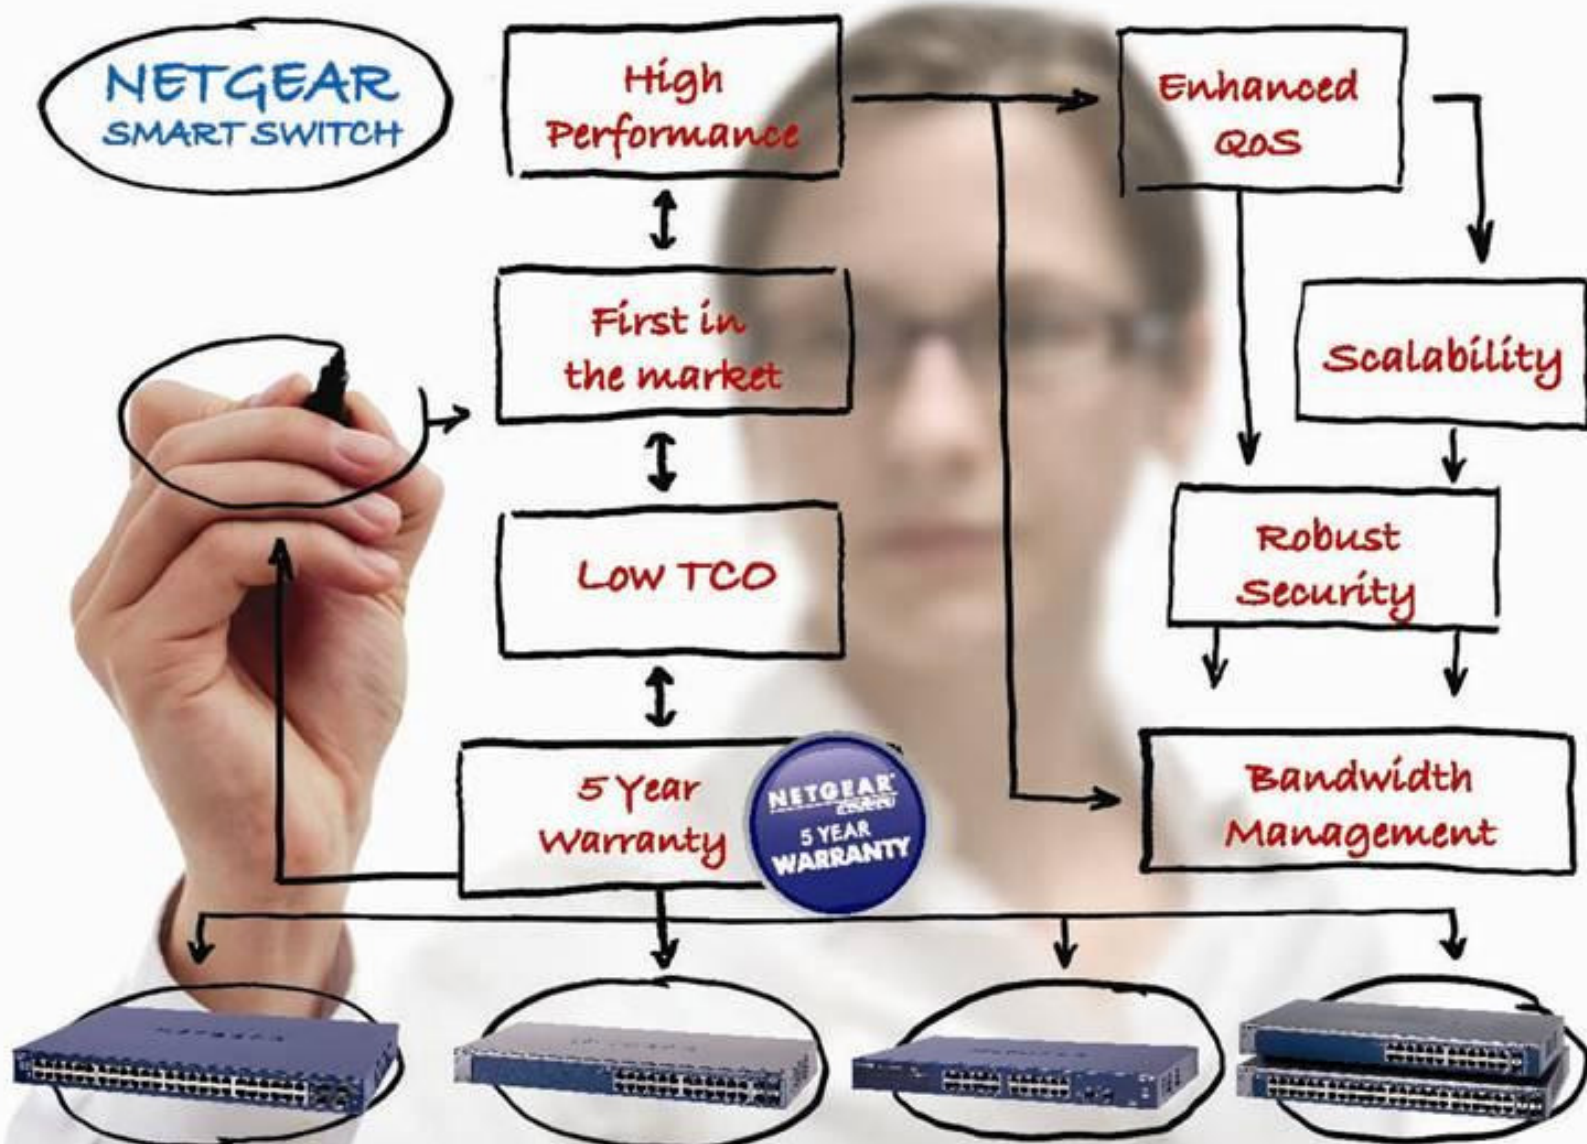 NETGEAR
SMART SWITCH
High
Performance
Enhanced
QoS
First in
the market
Scalability
Low TCO
Robust
Security
5 Year
Warranty
NETGEAR
5 YEAR
WARRANTY
Bandwidth
Management
NETGEAR